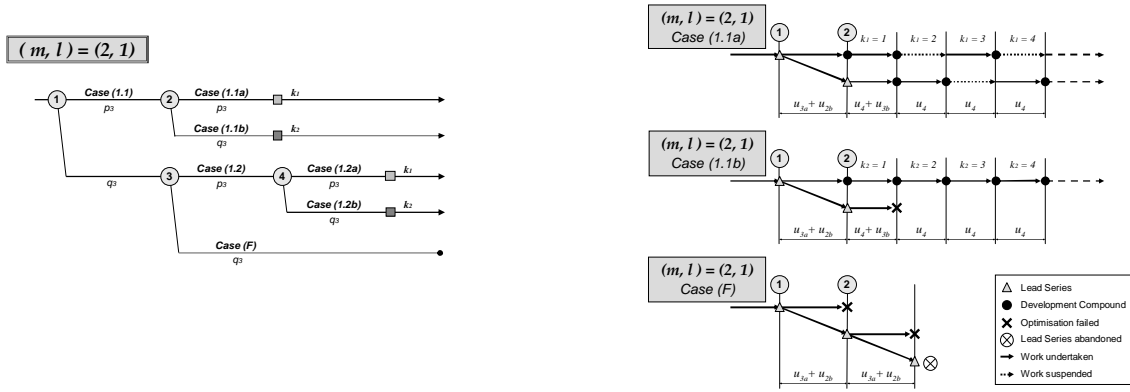 ( m, l ) = (2, 1)
1
Case (1.1)
p3
2
Case (1.1a)
p3
k1
Case (1.1b)
q3
k2
q3
3
Case (1.2)
p3
4
Case (1.2a)
p3
k1
Case (1.2b)
q3
k2
Case (F)
q3
(m, l ) = (2, 1)
Case (1.1a)
1
2
k1 = 1
k1 = 2
k1 = 3
k1 = 4
u3a + u2b
u4 + u3b
u4
u4
u4
(m, l ) = (2, 1)
Case (1.1b)
1
2
k2 = 1
k2 = 2
k2 = 3
k2 = 4
u3a + u2b
u4 + u3b
u4
u4
u4
(m, l ) = (2, 1)
Case (F)
1
2
u3a + u2b
u3a + u2b
Lead Series
Development Compound
Optimisation failed
Lead Series abandoned
Work undertaken
Work suspended